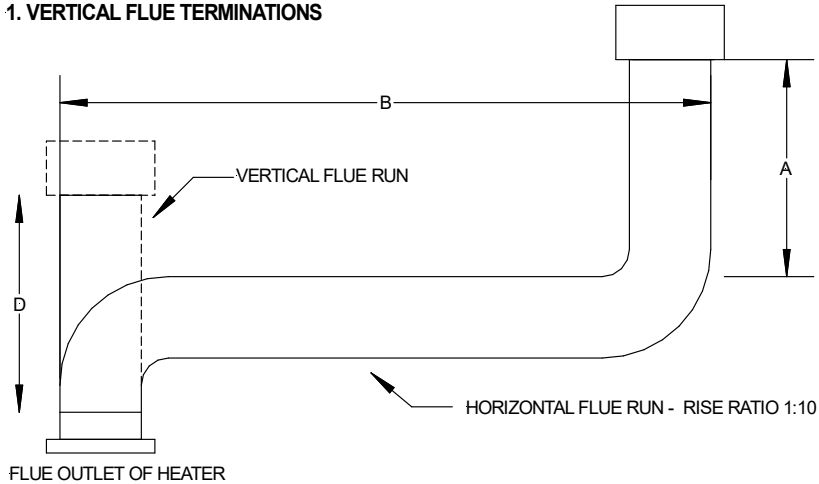 1. VERTICAL FLUE TERMINATIONS
B
A
VERTICAL FLUE RUN
D
HORIZONTAL FLUE RUN - RISE RATIO 1:10
FLUE OUTLET OF HEATER